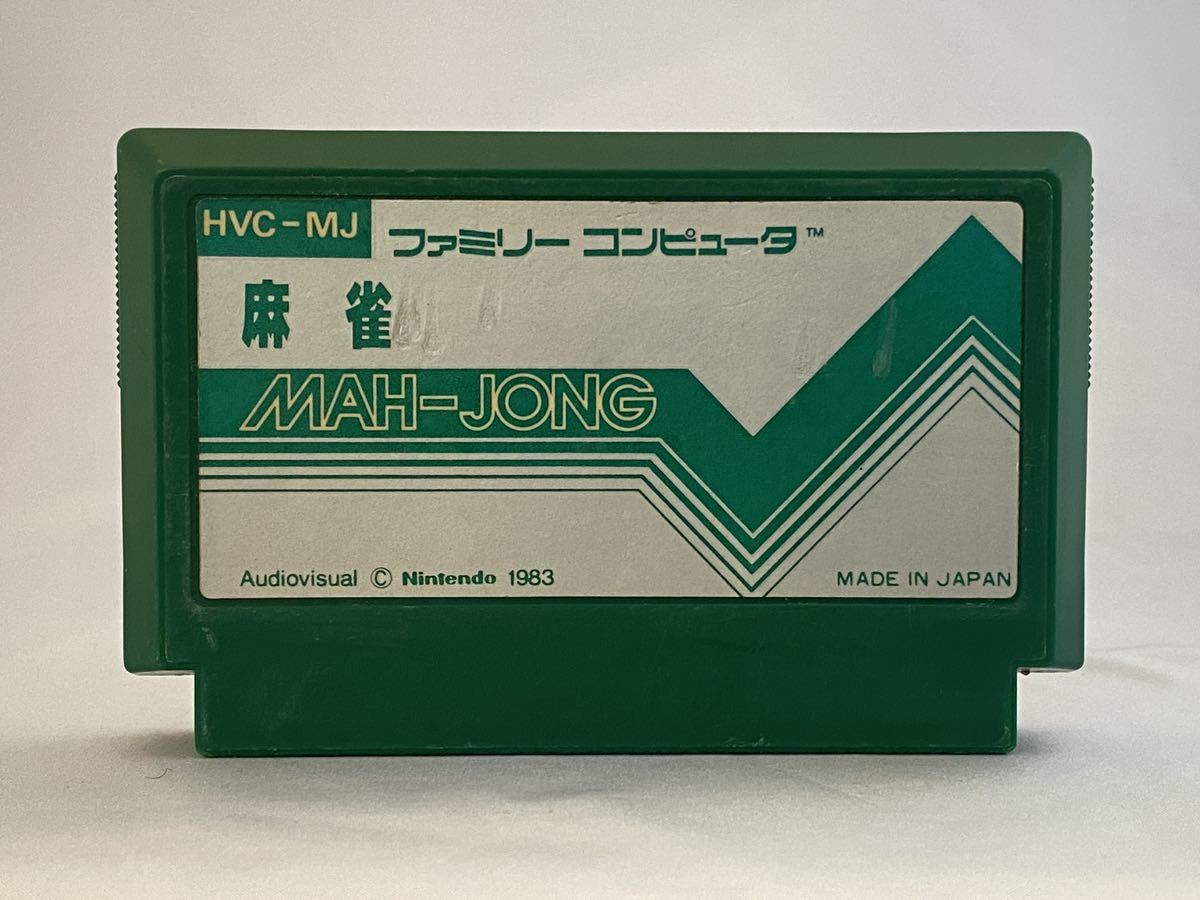 HVC-MJ
ファミリー コンピュータ™
麻雀
MAH-JONG
Audiovisual © Nintendo 1983
MADE IN JAPAN